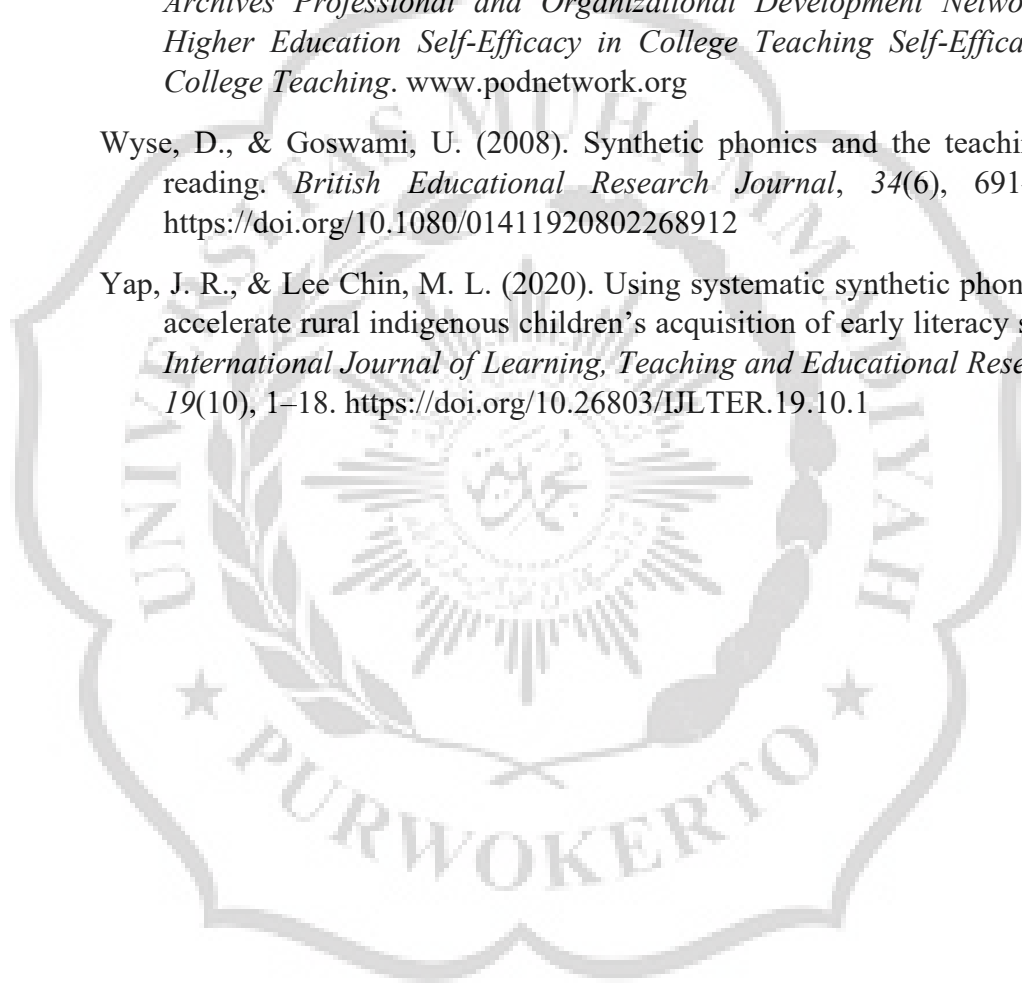 Archives Professional and Organizational Development Netwo
Higher Education Self-Efficacy in College Teaching Self-Effica
College Teaching. www.podnetwork.org
Wyse, D., & Goswami, U. (2008). Synthetic phonics and the teachin
reading. British Educational Research Journal, 34(6), 691
https://doi.org/10.1080/01411920802268912
Yap, J. R., & Lee Chin, M. L. (2020). Using systematic synthetic phon
accelerate rural indigenous children’s acquisition of early literacy s
International Journal of Learning, Teaching and Educational Rese
19(10), 1–18. https://doi.org/10.26803/IJLTER.19.10.1
UNIVERSITAS MUHAMMADIYAH
PURWOKERTO